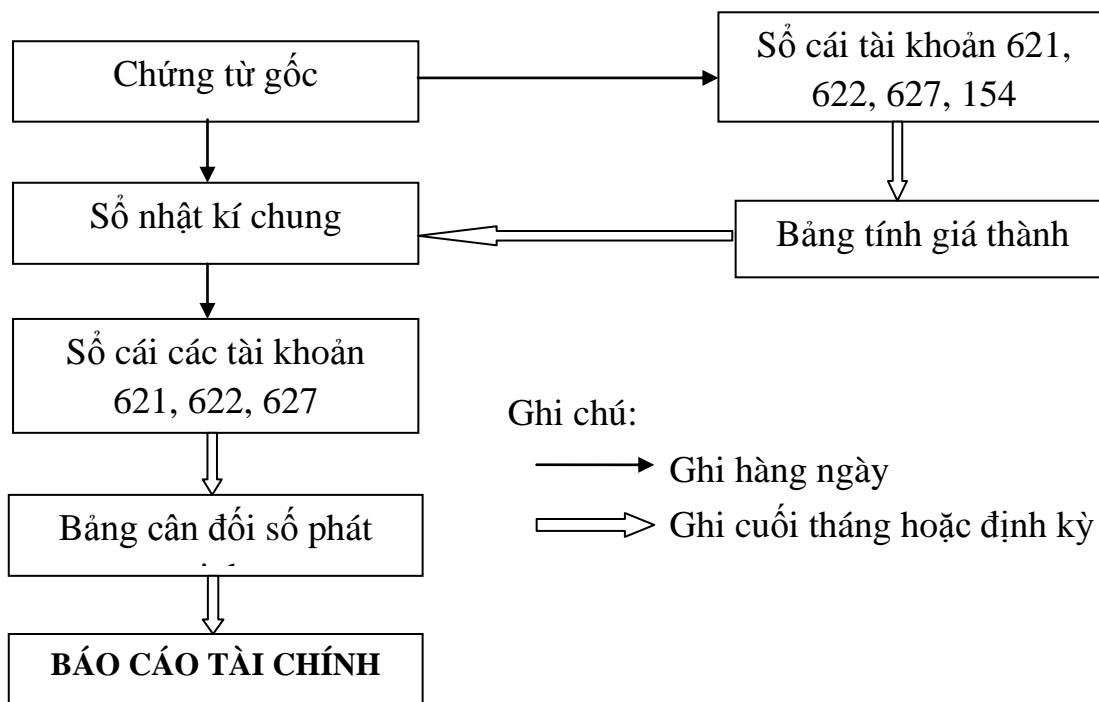 Chứng từ gốc
Sổ cái tài khoản 621,
622, 627, 154
Sổ nhật kí chung
Bảng tính giá thành
Sổ cái các tài khoản
621, 622, 627
Ghi chú:
Ghi hàng ngày
Ghi cuối tháng hoặc định kỳ
Bảng cân đối số phát
BÁO CÁO TÀI CHÍNH